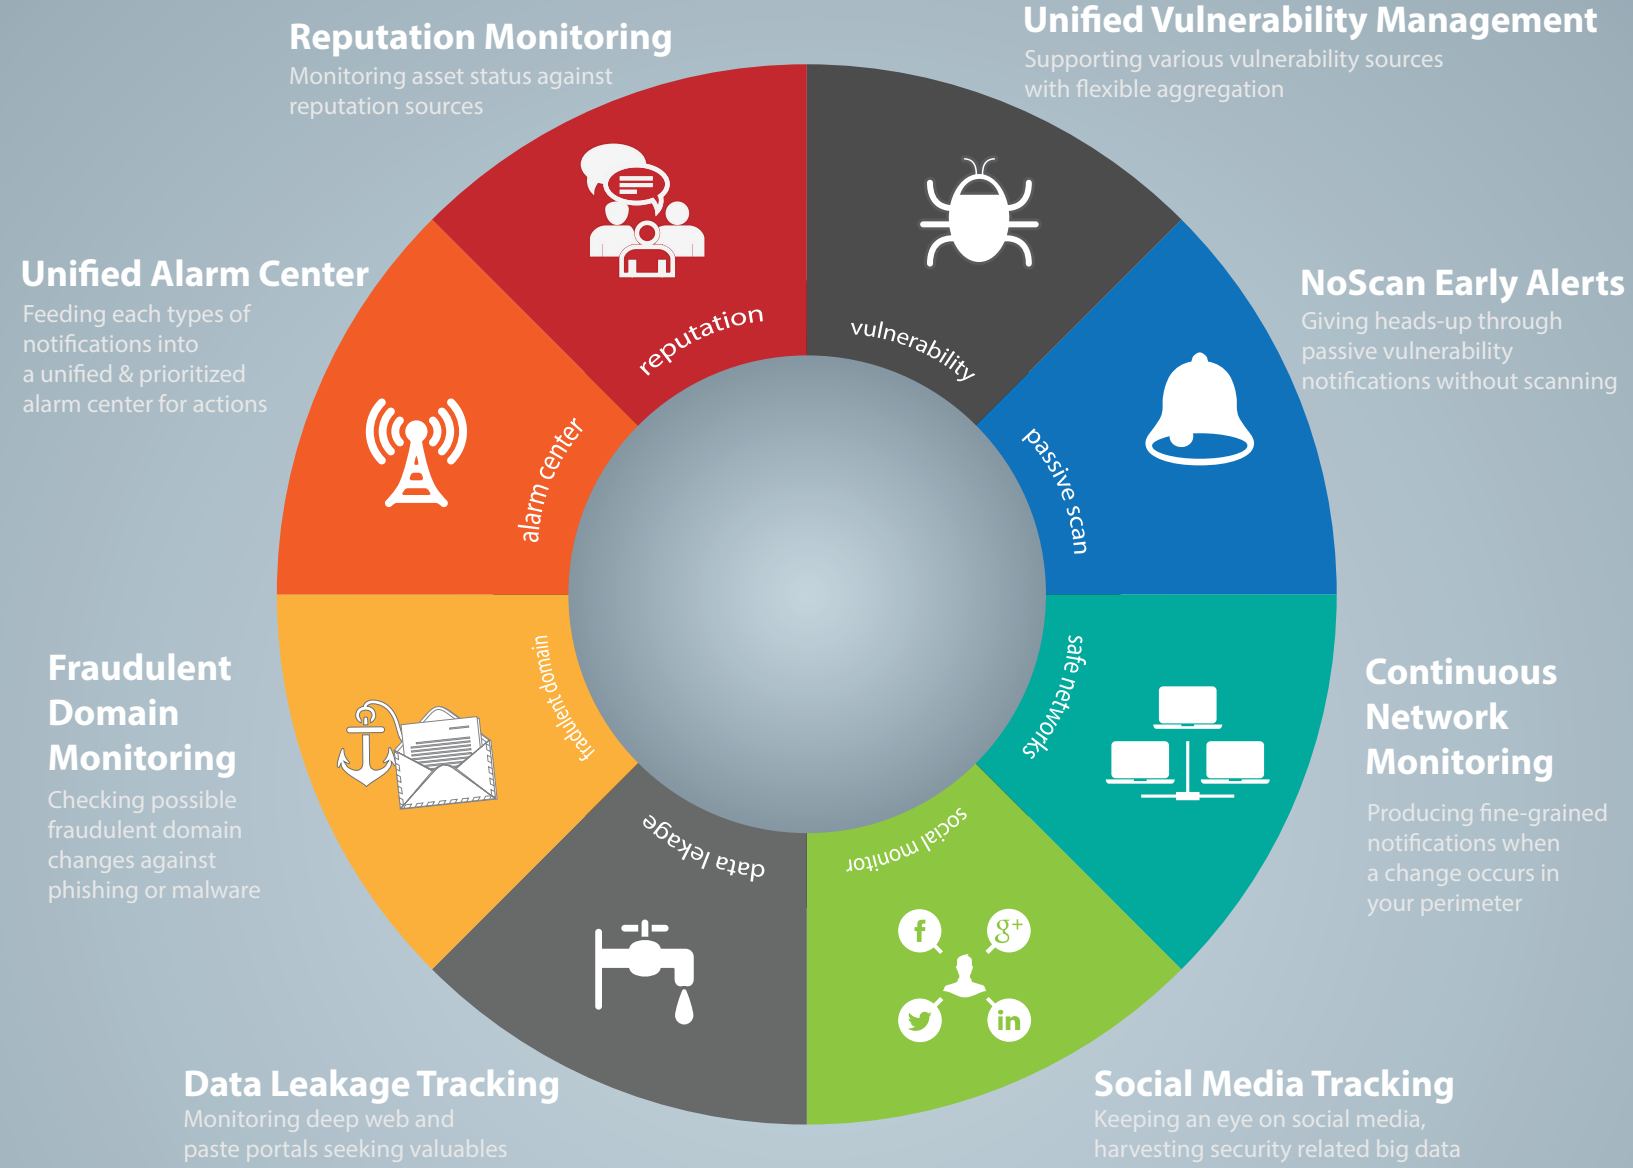 Reputation Monitoring
Monitoring asset status against
reputation sources
Unified Vulnerability Management
Supporting various vulnerability sources
with flexible aggregation
Unified Alarm Center
Feeding each types of
notifications into
a unified & prioritized
alarm center for actions
NoScan Early Alerts
Giving heads-up through
passive vulnerability
notifications without scanning
reputation
vulnerability
alarm center
passive scan
fradulent domain
safe networks
data lekage
social monitor
f
g+
in
Fraudulent
Domain
Monitoring
Checking possible
fraudulent domain
changes against
phishing or malware
Continuous
Network
Monitoring
Producing fine-grained
notifications when
a change occurs in
your perimeter
Data Leakage Tracking
Monitoring deep web and
paste portals seeking valuables
Social Media Tracking
Keeping an eye on social media,
harvesting security related big data